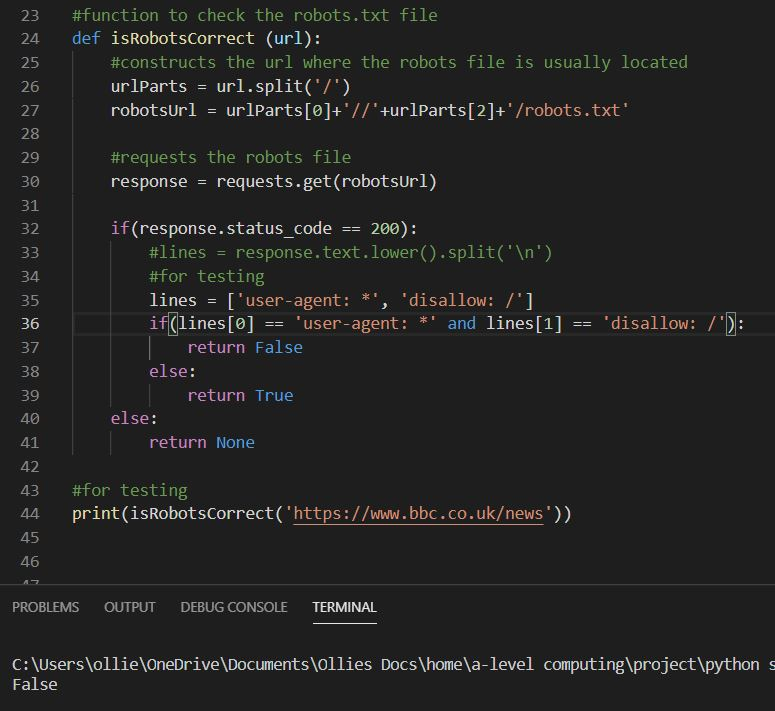 23 #function to check the robots.txt file
24 def isRobotsCorrect (url):
25 #constructs the url where the robots file is usually located
26 urlParts = url.split('/')
27 robotsUrl = urlParts[0]+'//'+urlParts[2]+'/robots.txt'
28
29 #requests the robots file
30 response = requests.get(robotsUrl)
31
32 if(response.status_code == 200):
33 #lines = response.text.lower().split('\n')
34 #for testing
35 lines = ['user-agent: *', 'disallow: /']
36 if(lines[0] == 'user-agent: *' and lines[1] == 'disallow: /'):
37 return False
38 else:
39 return True
40 else:
41 return None
42
43 #for testing
44 print(isRobotsCorrect('https://www.bbc.co.uk/news'))
45
46
47
PROBLEMS OUTPUT DEBUG CONSOLE TERMINAL
C:\Users\ollie\OneDrive\Documents\Ollies Docs\home\a-level computing\project\python s
False